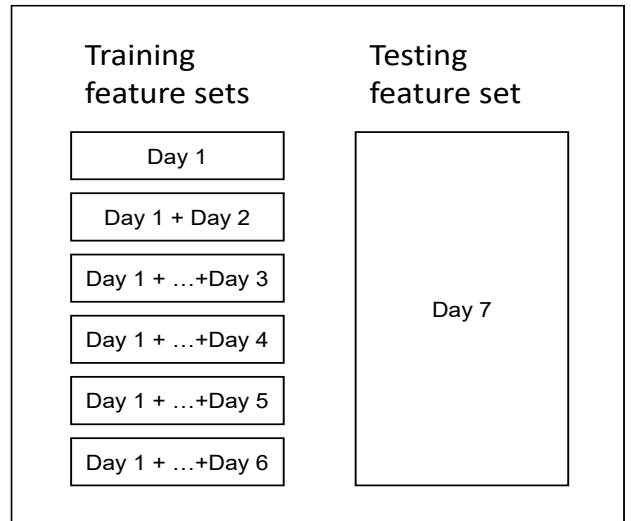 Training
feature sets
Day 1
Day 1 + Day 2
Day 1 + …+Day 3
Day 1 + …+Day 4
Day 1 + …+Day 5
Day 1 + …+Day 6
Testing
feature set
Day 7